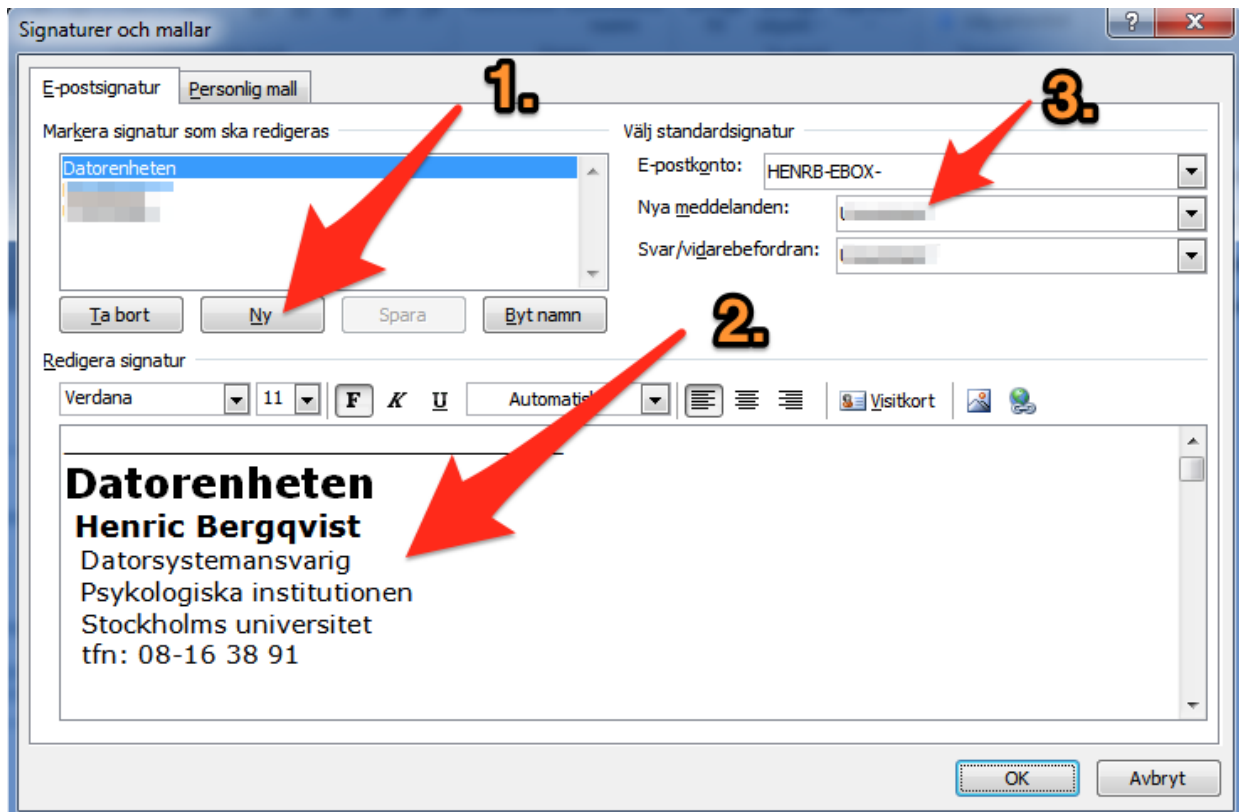 Signaturer och mallar
E-postsignatur
Personlig mall
1.
3.
Markera signatur som ska redigeras
Datorenheten
Välj standardsignatur
E-postkonto: HENRB-EBOX-
Nya meddelanden:
Svar/vidarebefordran:
Ta bort
Ny
Spara
Byt namn
2.
Redigera signatur
Verdana
11
F
K
U
Visitkort
Datorenheten
Henric Bergqvist
Datorsystemansvarig
Psykologiska institutionen
Stockholms universitet
tfn: 08-16 38 91
OK
Avbryt